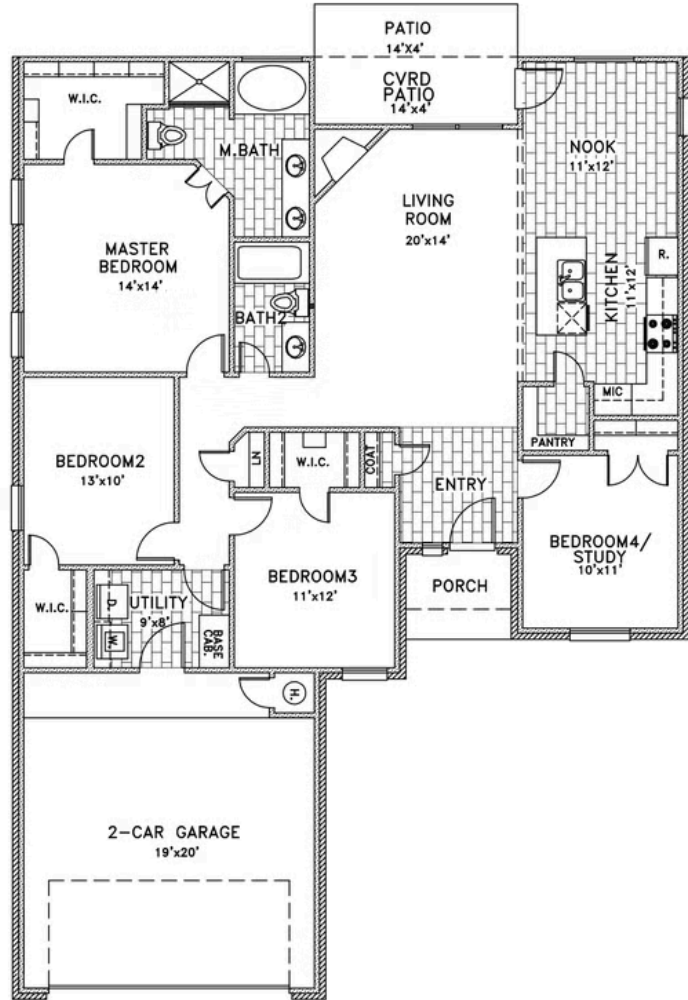 PATIO
14'X4'
CVRD
PATIO
14'x4'
W.I.C.
M.BATH
NOOK
11'x12'
LIVING
ROOM
20'x14'
MASTER
BEDROOM
14'x14'
R.
KITCHEN
11'x12'
BATH2
MIC
PANTRY
BEDROOM2
13'x10'
LN
W.I.C.
COAT
ENTRY
BEDROOM4/
STUDY
10'x11'
BEDROOM3
11'x12'
PORCH
W.I.C.
D.
UTILITY
9'x8'
W.
BASE
CAB.
H.
2-CAR GARAGE
19'x20'